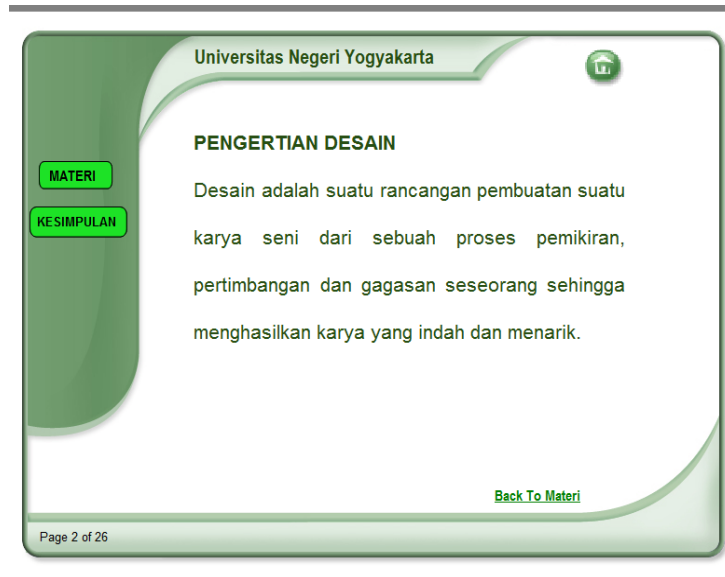 Universitas Negeri Yogyakarta
PENGERTIAN DESAIN
MATERI
KESIMPULAN
Desain adalah suatu rancangan pembuatan suatu
karya seni dari sebuah proses pemikiran,
pertimbangan dan gagasan seseorang sehingga
menghasilkan karya yang indah dan menarik.
Back To Materi
Page 2 of 26